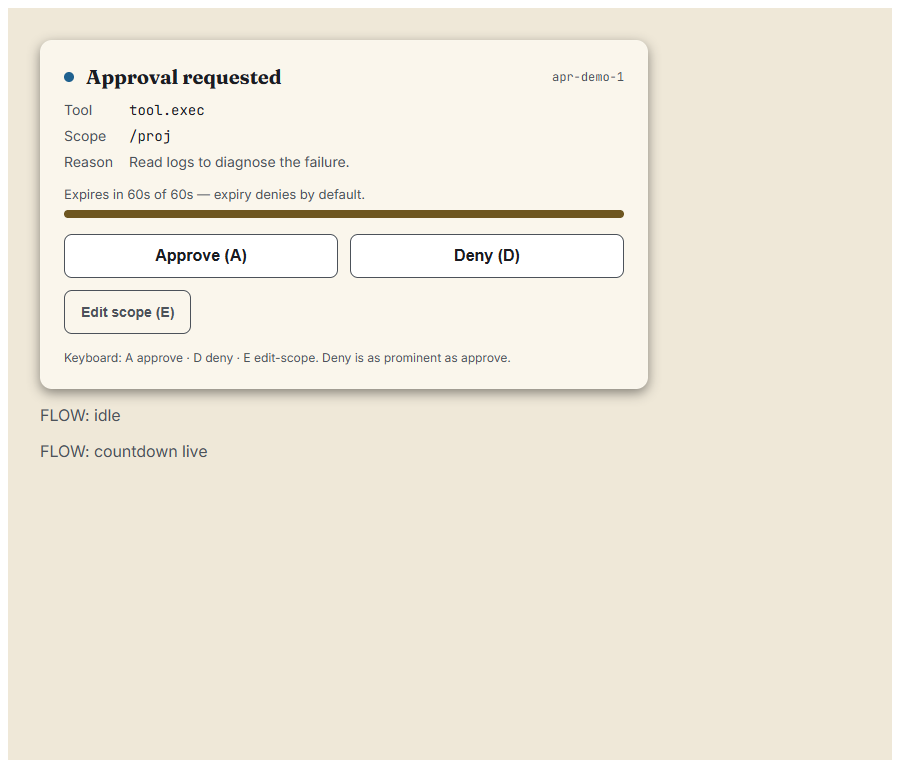 Approval requested apr-demo-1
Tool tool.exec
Scope /proj
Reason Read logs to diagnose the failure.
Expires in 60s of 60s — expiry denies by default.
Approve (A) Deny (D)
Edit scope (E)
Keyboard: A approve · D deny · E edit-scope. Deny is as prominent as approve.
FLOW: idle
FLOW: countdown live